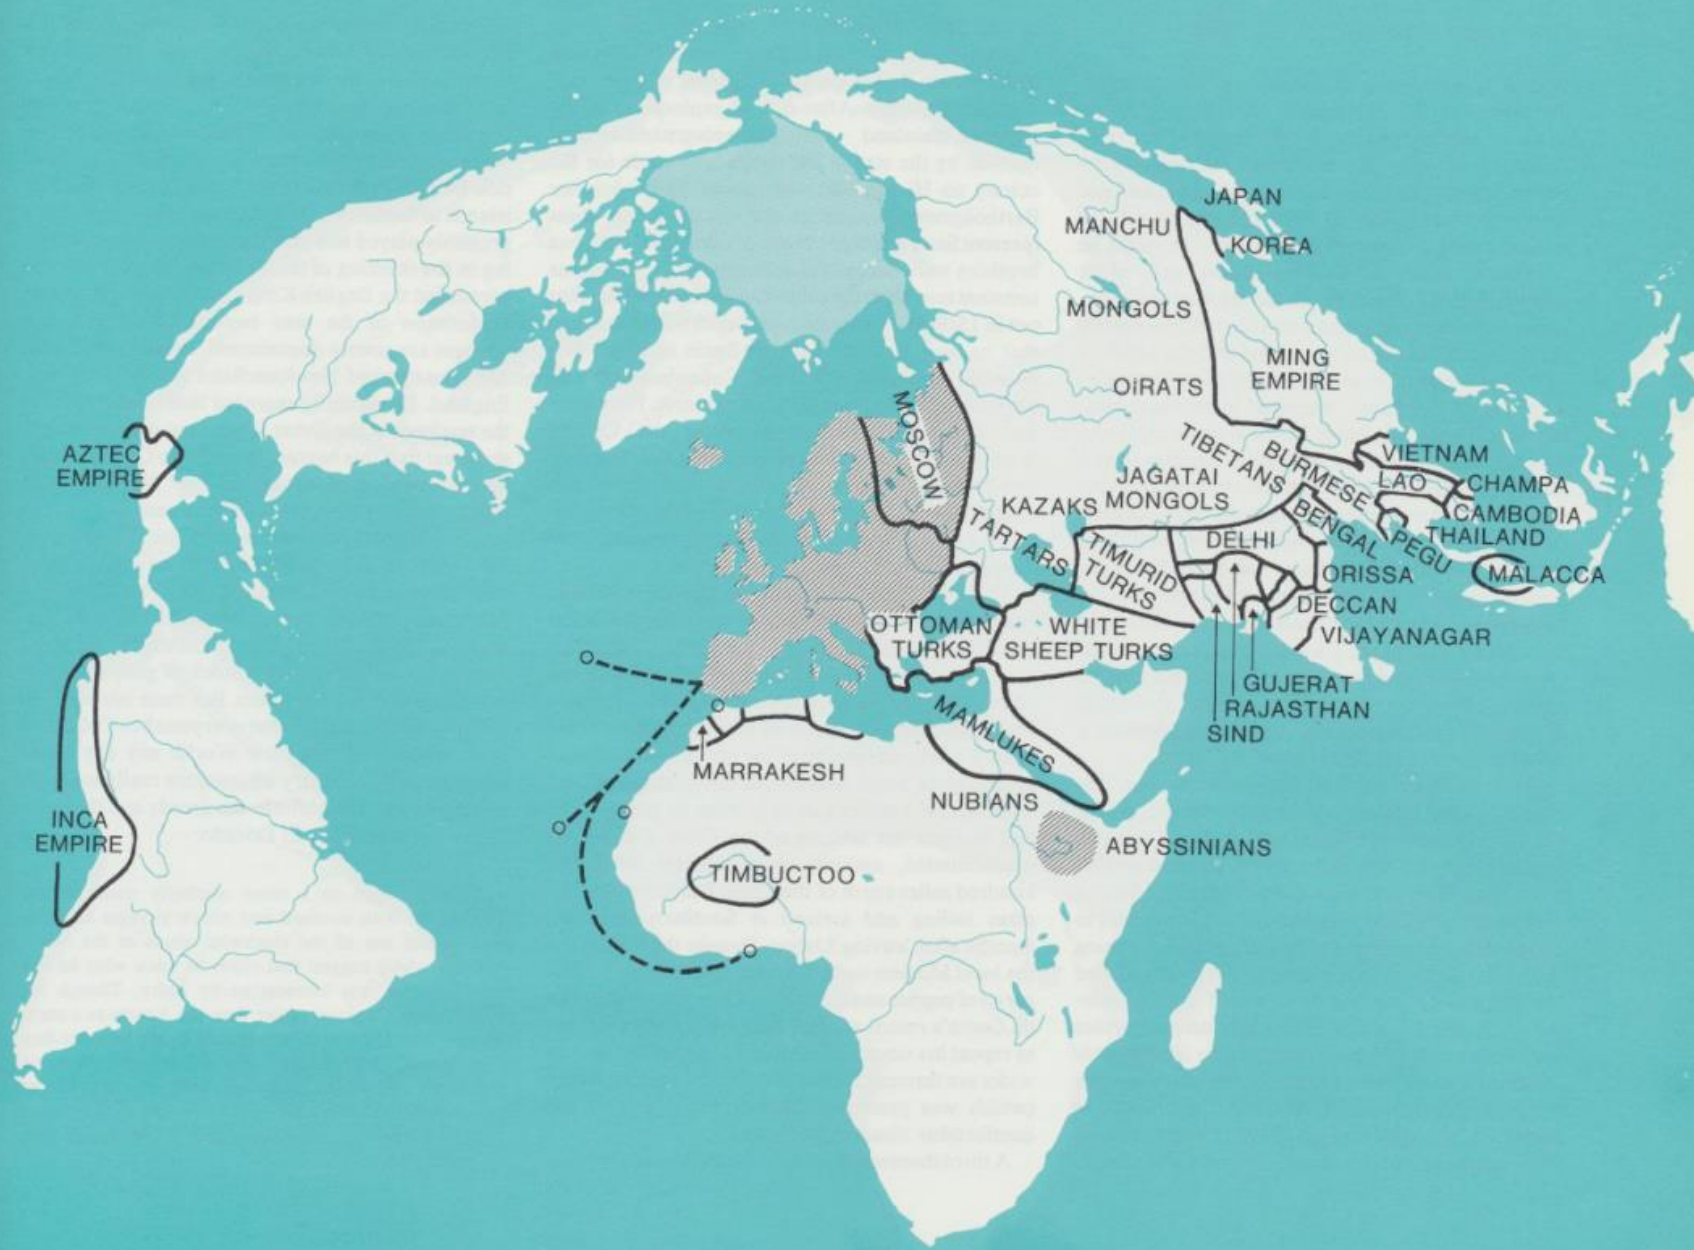 JAPAN
MANCHU
KOREA
MONGOLS
MING
EMPIRE
OiRATS
MOSCOW
AZTEC
EMPIRE
TIBETANS
BURMESE
VIETNAM
LAO
CHAMPA
JAGATAI
MONGOLS
KAZAKS
CAMBODIA
THAILAND
TARTARS
TIMURID
TURKS
DELHI
BENGAL
PEGU
MALACCA
ORISSA
DECCAN
VIJAYANAGAR
OTTOMAN
TURKS
WHITE
SHEEP TURKS
GUJERAT
RAJASTHAN
SIND
MAMLUKES
MARRAKESH
NUBIANS
INCA
EMPIRE
ABYSSINIANS
TIMBUCTOO